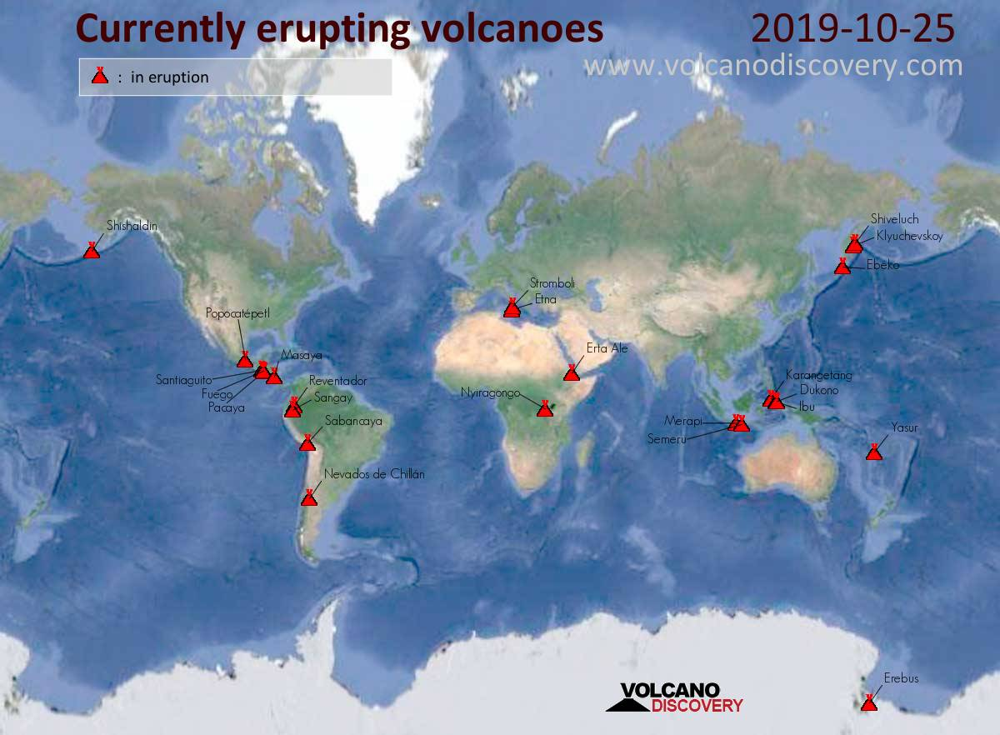 Currently erupting volcanoes 2019-10-25
www.volcanodiscovery.com
: in eruption
Shiveluch
Shishaldin
Klyuchevskoy
Ebeko
Stromboli
Etna
Popocatépetl
Erta Ale
Masaya
Karangetang
Santiaguito
Reventador
Dukono
Fuego
Nyiragongo
Sangay
Pacaya
Ibu
Sabancaya
Merapi
Yasur
Semeru
Nevados de Chillán
Erebus
VOLCANO
DISCOVERY